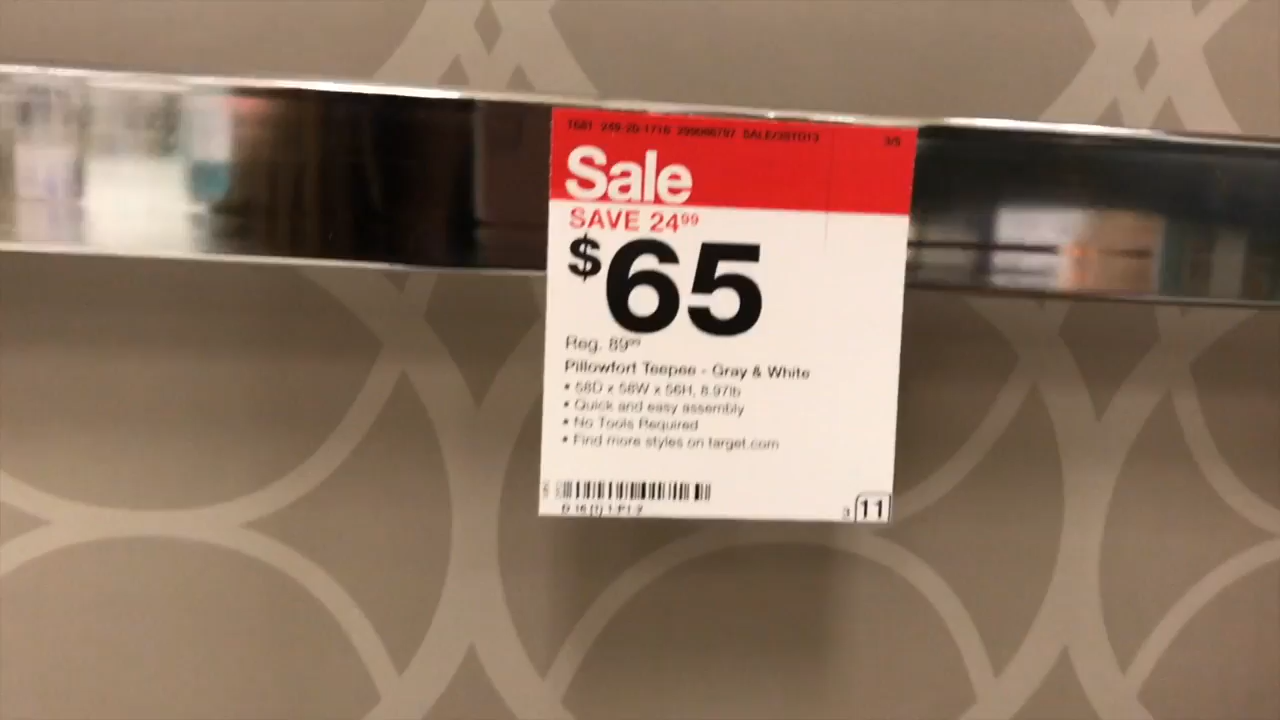 Sale
SAVE 24⁹⁹
$65
Reg. 89⁹⁹
Pillowfort Teepee - Gray & White
• 58D x 58W x 56H, 8.97lb
• Quick and easy assembly
• No Tools Required
• Find more styles on target.com
3 11